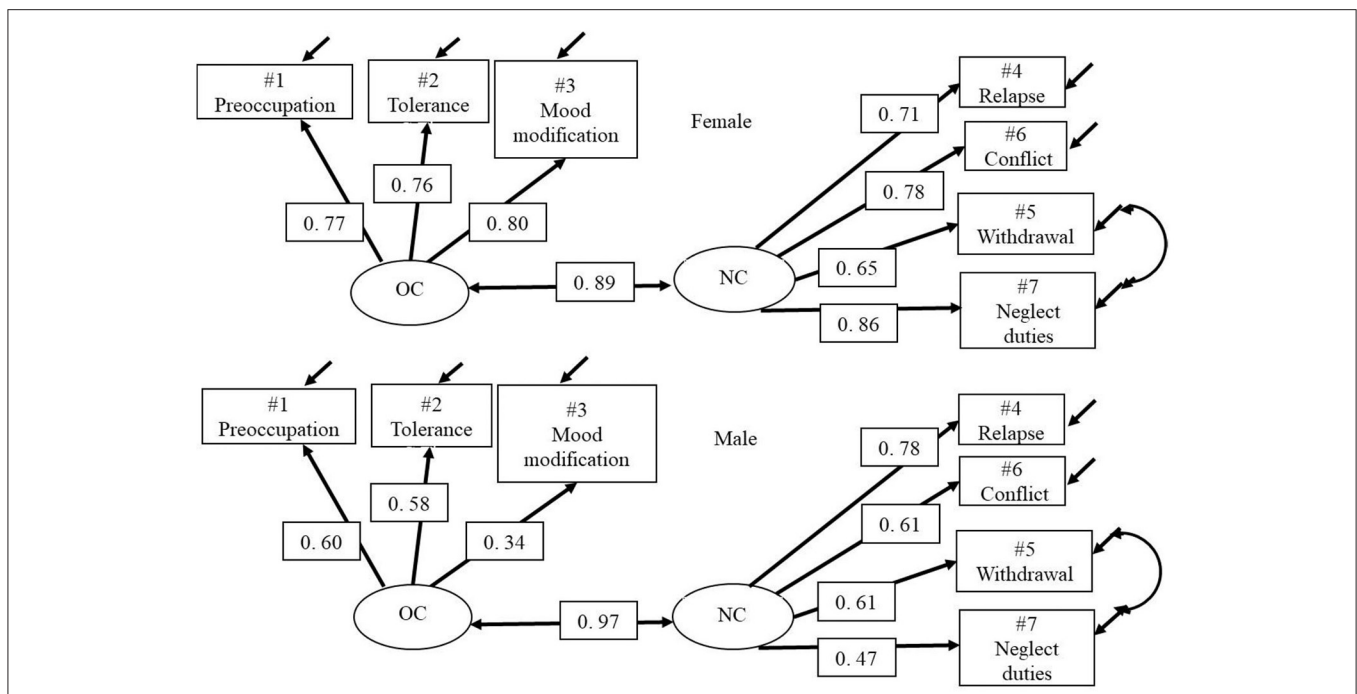 #1
Preoccupation
#2
Tolerance
#3
Mood
modification
Female
#4
Relapse
#6
Conflict
#5
Withdrawal
#7
Neglect
duties
0.77
0.76
0.80
0.71
0.78
0.65
0.86
OC
0.89
NC
#1
Preoccupation
#2
Tolerance
#3
Mood
modification
Male
#4
Relapse
#6
Conflict
#5
Withdrawal
#7
Neglect
duties
0.60
0.58
0.34
0.78
0.61
0.61
0.47
OC
0.97
NC